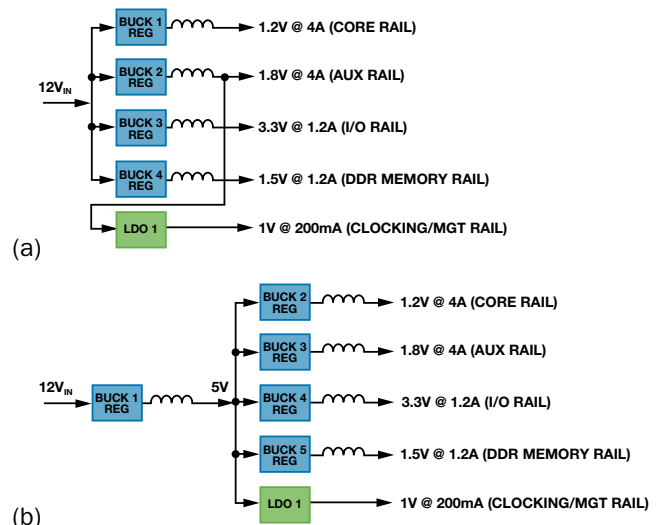 BUCK 1
REG
1.2V @ 4A (CORE RAIL)
BUCK 2
REG
1.8V @ 4A (AUX RAIL)
12VIN
BUCK 3
REG
3.3V @ 1.2A (I/O RAIL)
BUCK 4
REG
1.5V @ 1.2A (DDR MEMORY RAIL)
LDO 1
1V @ 200mA (CLOCKING/MGT RAIL)
(a)
BUCK 2
REG
1.2V @ 4A (CORE RAIL)
BUCK 3
REG
1.8V @ 4A (AUX RAIL)
12VIN
BUCK 1
REG
5V
BUCK 4
REG
3.3V @ 1.2A (I/O RAIL)
BUCK 5
REG
1.5V @ 1.2A (DDR MEMORY RAIL)
LDO 1
1V @ 200mA (CLOCKING/MGT RAIL)
(b)